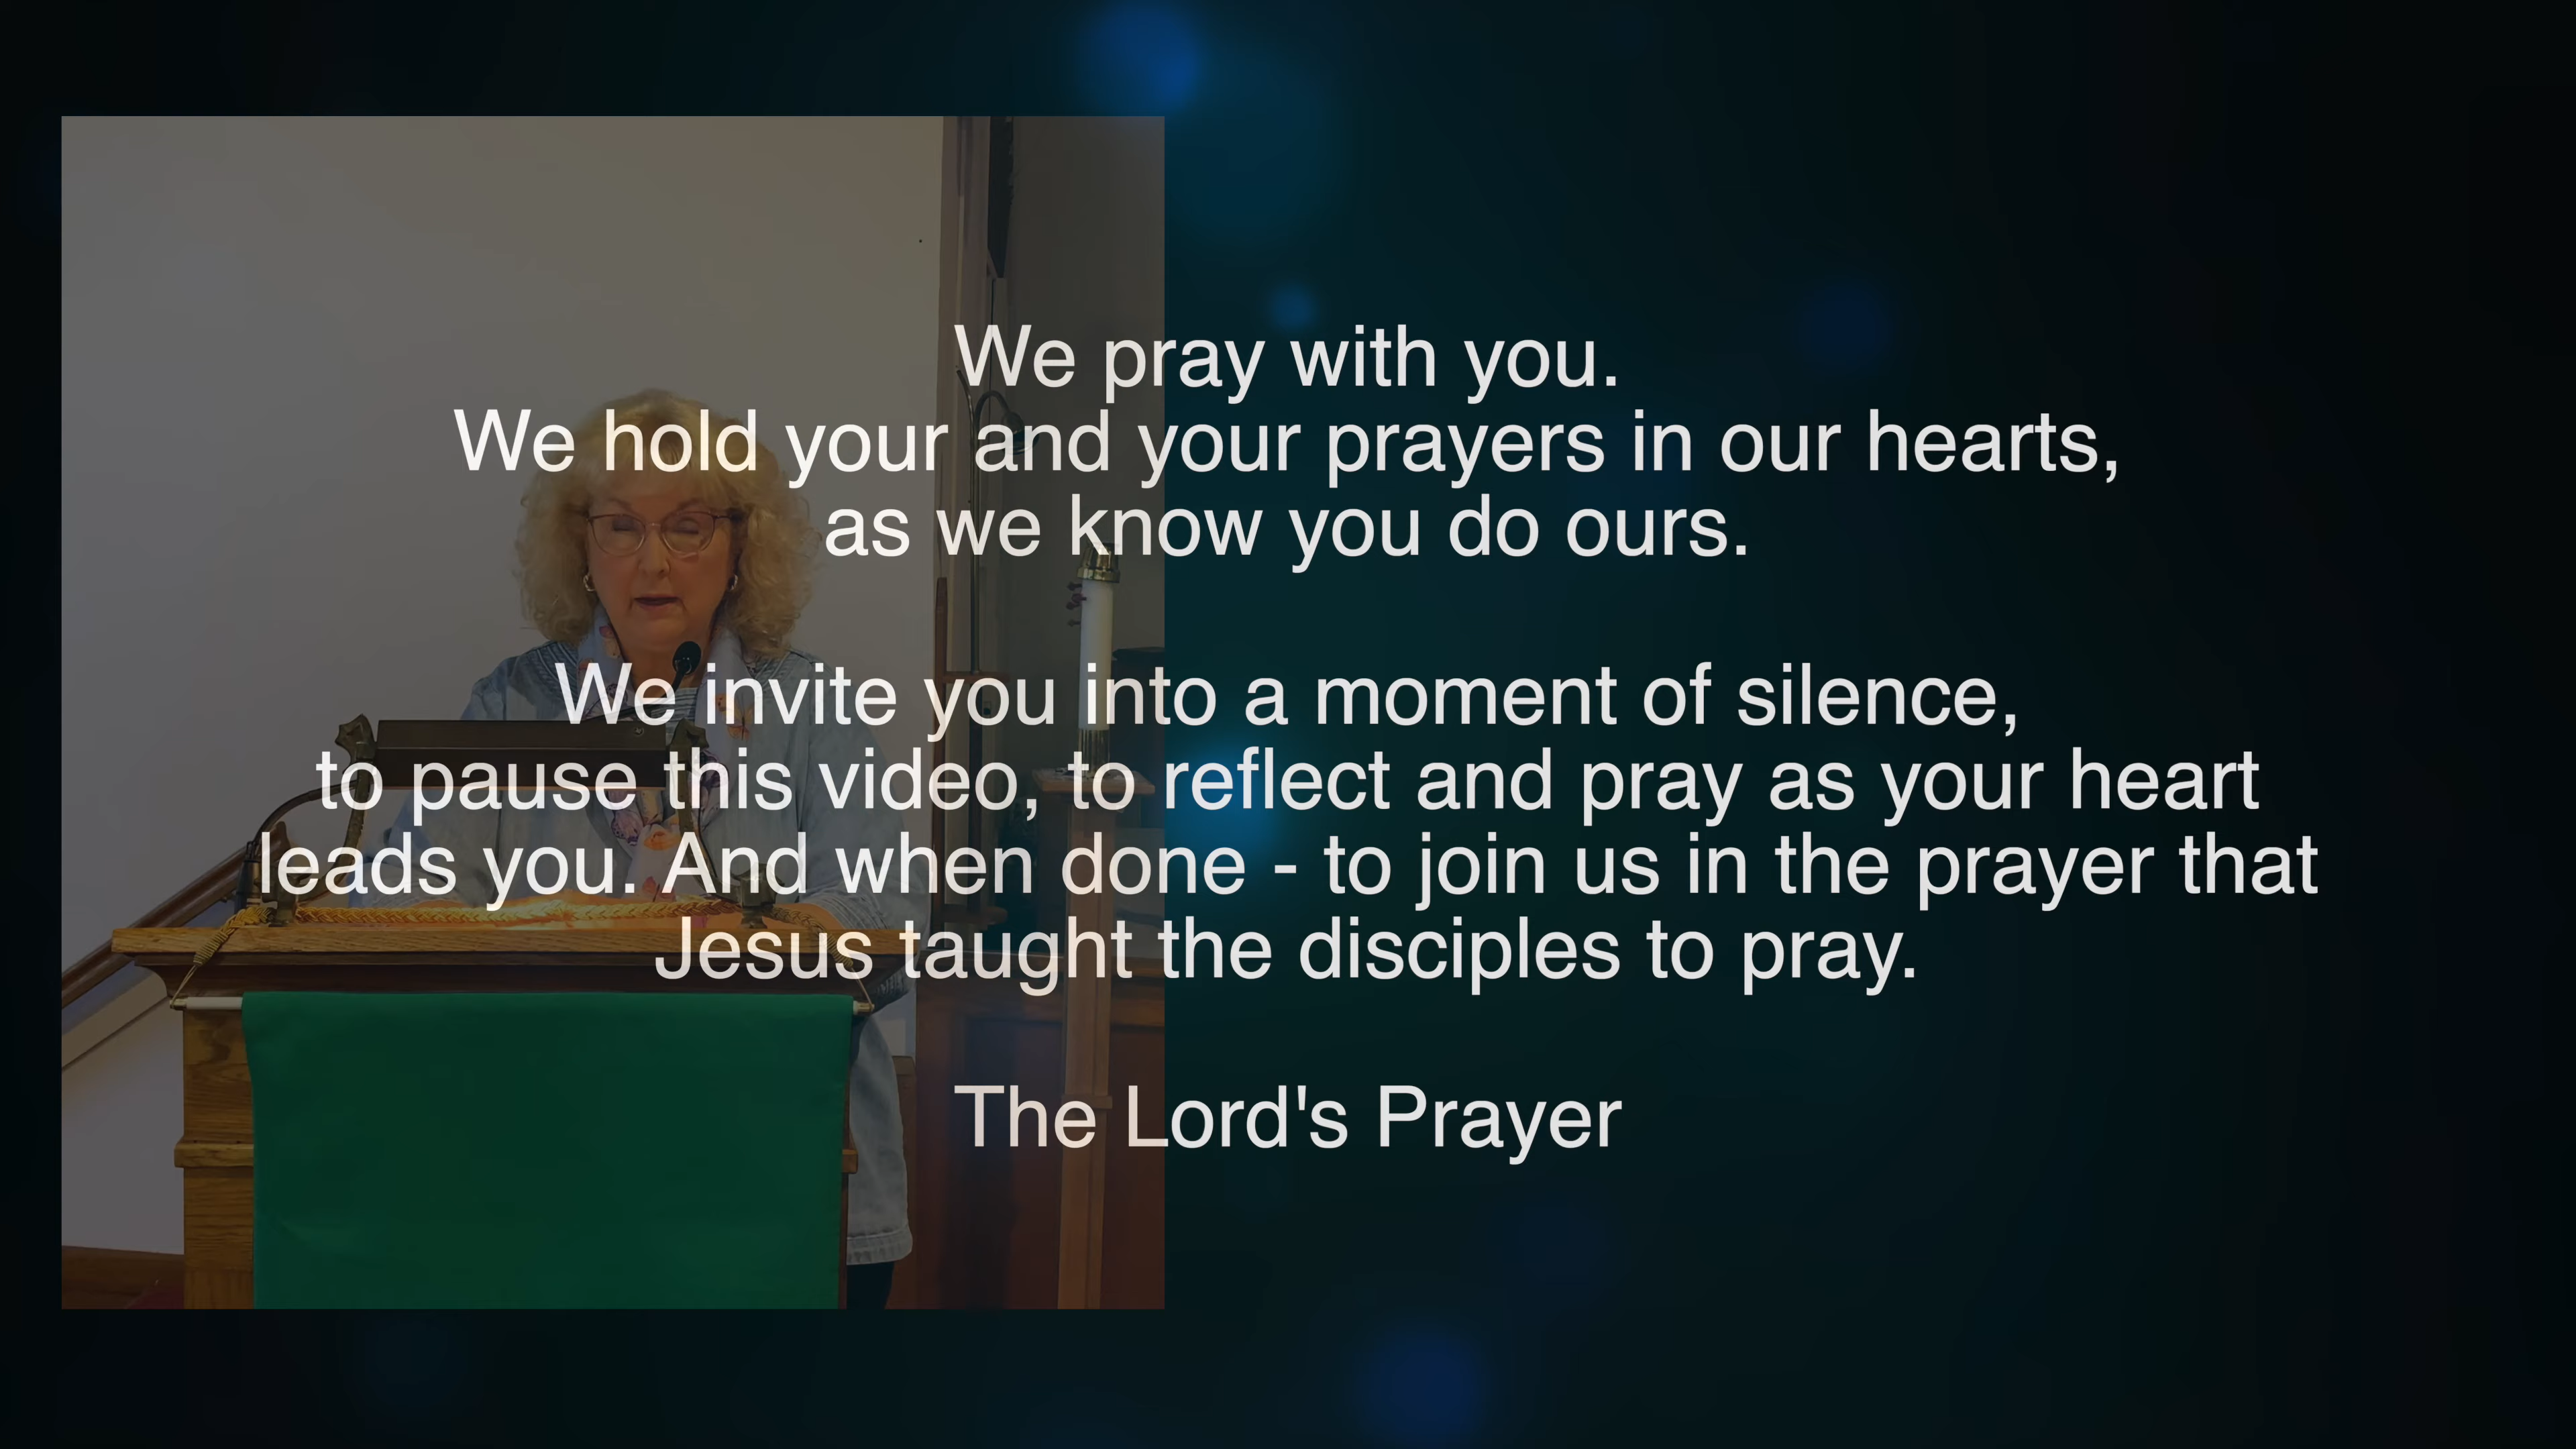 We pray with you.
We hold your and your prayers in our hearts,
as we know you do ours.
We invite you into a moment of silence,
to pause this video, to reflect and pray as your heart
leads you. And when done - to join us in the prayer that
Jesus taught the disciples to pray.
The Lord's Prayer